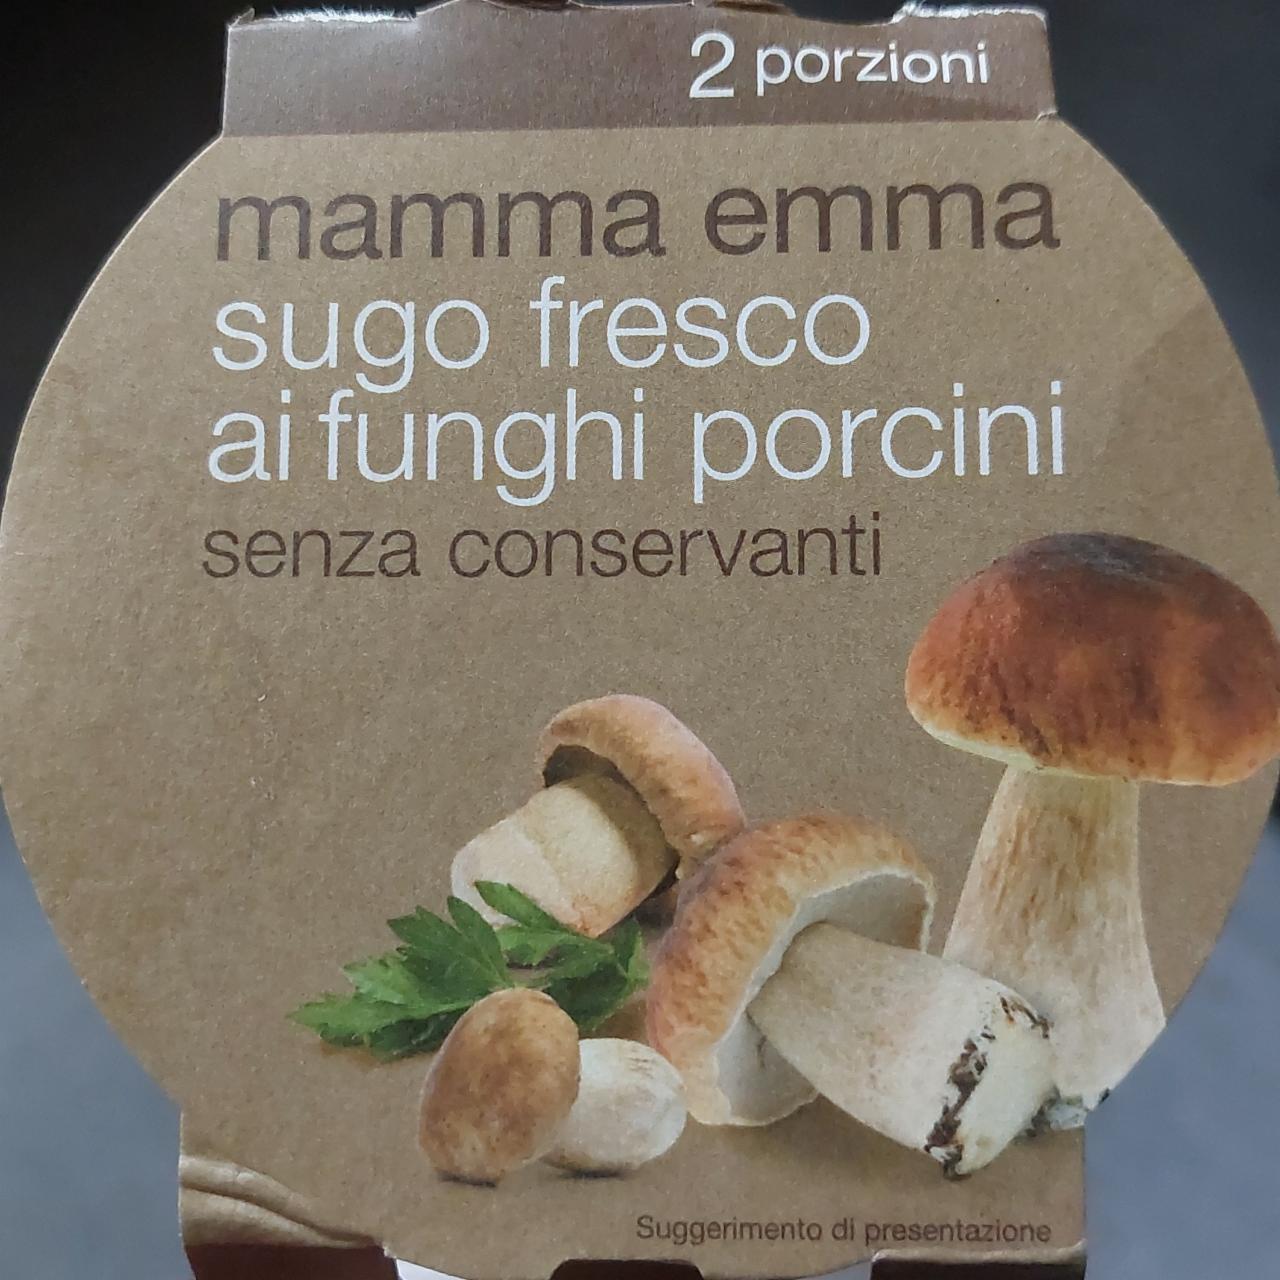 2 porzioni
mamma emma
sugo fresco
ai funghi porcini
senza conservanti
Suggerimento di presentazione